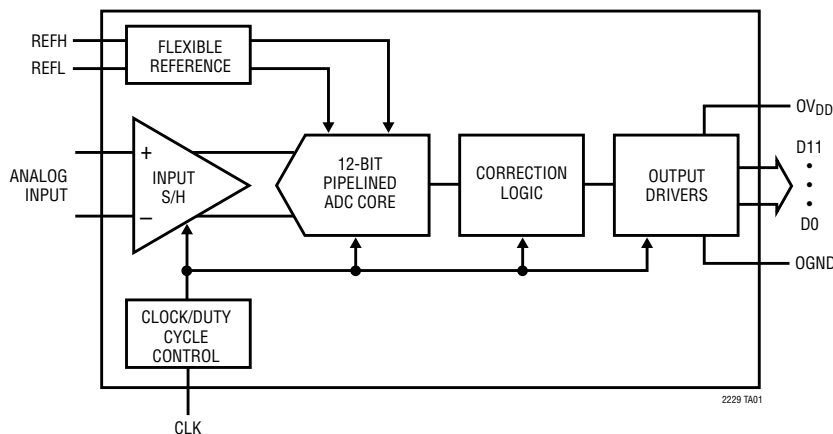 REFH
REFL
FLEXIBLE
REFERENCE
OVDD
ANALOG
INPUT
+
–
INPUT
S/H
12-BIT
PIPELINED
ADC CORE
CORRECTION
LOGIC
OUTPUT
DRIVERS
D11
•
•
•
D0
OGND
CLOCK/DUTY
CYCLE
CONTROL
CLK
2229 TA01